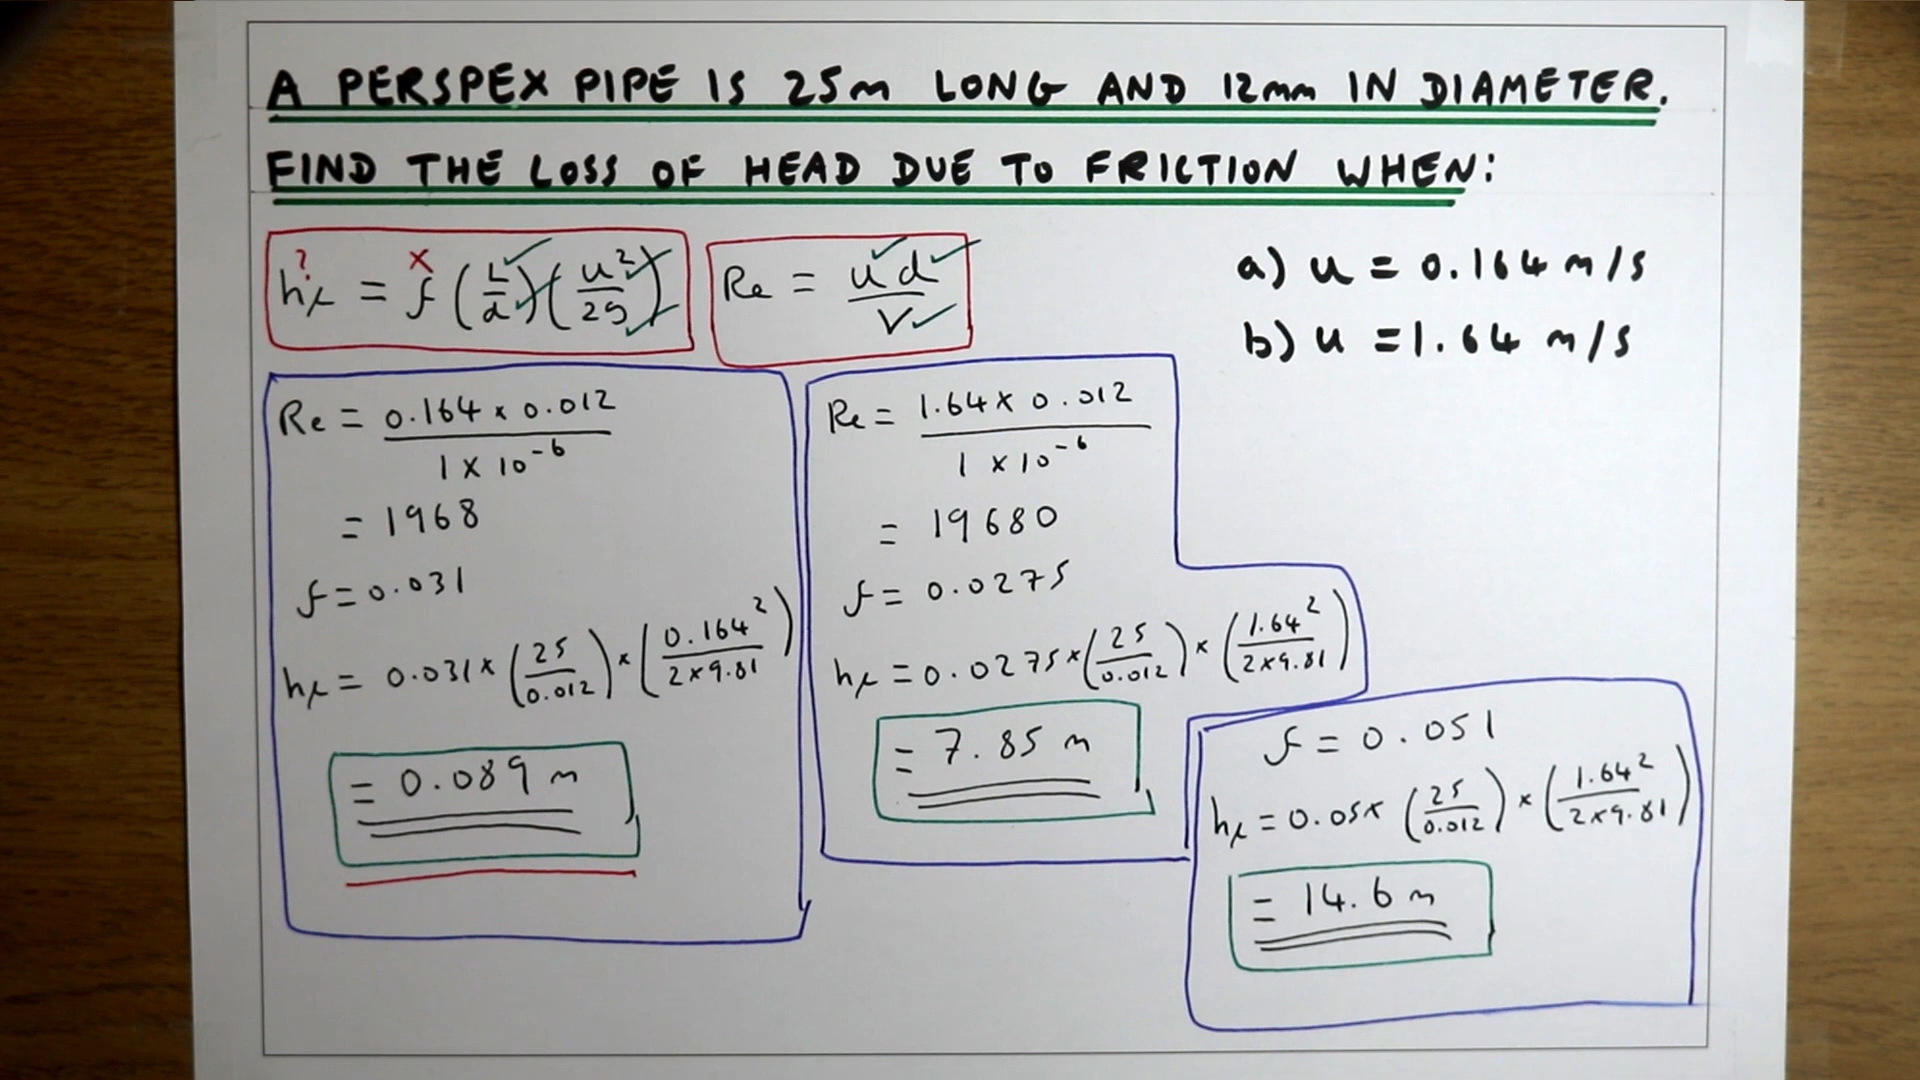 A PERSPEX PIPE IS 25m LONG AND 12mm IN DIAMETER.
FIND THE LOSS OF HEAD DUE TO FRICTION WHEN:
? x
hL = f (L/d) (u²/2g)
Re = ud/ν
a) u = 0.164 m/s
b) u = 1.64 m/s
Re = 0.164 x 0.012 / 1 x 10⁻⁶
= 1968
f = 0.031
hL = 0.031 x (25/0.012) x (0.164²/2x9.81)
= 0.089 m
Re = 1.64 x 0.012 / 1 x 10⁻⁶
= 19680
f = 0.0275
hL = 0.0275 x (25/0.012) x (1.64²/2x9.81)
= 7.85 m
f = 0.051
hL = 0.05x (25/0.012) x (1.64²/2x9.81)
= 14.6 m